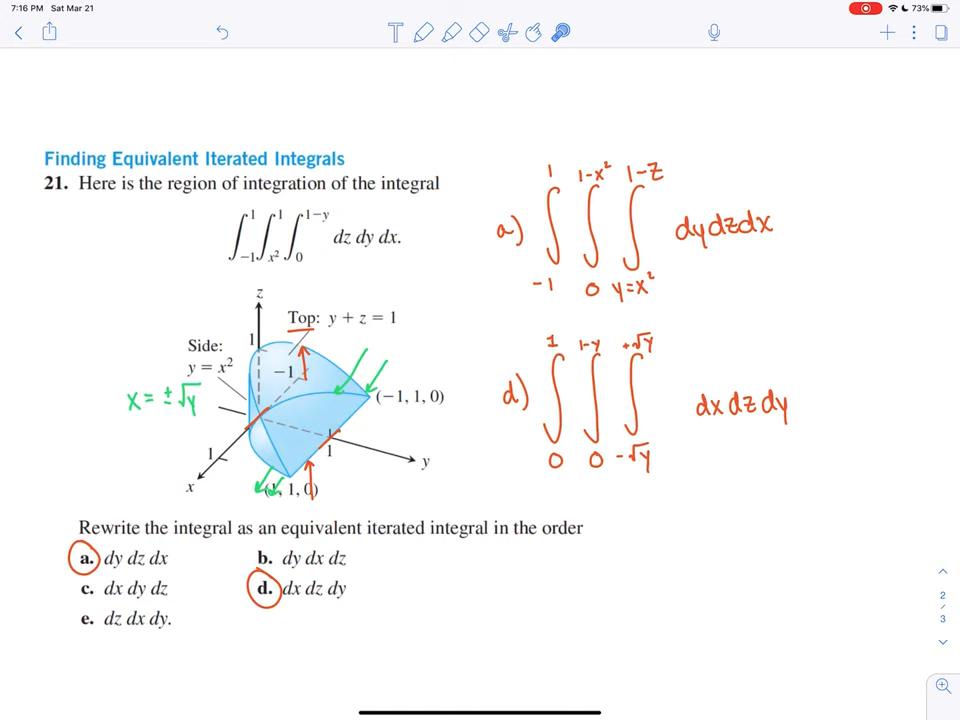 7:16 PM Sat Mar 21
73%
Finding Equivalent Iterated Integrals
21. Here is the region of integration of the integral
∫_{-1}^{1} ∫_{x²}^{1} ∫_{0}^{1−y} dz dy dx.
z
Top: y + z = 1
1
Side:
y = x²
−1
x = ±√y
(−1, 1, 0)
1
1
y
x
(1, 1, 0)
Rewrite the integral as an equivalent iterated integral in the order
a. dy dz dx
b. dy dx dz
c. dx dy dz
d. dx dz dy
e. dz dx dy.
a) ∫_{-1}^{1} ∫_{0}^{1-x²} ∫_{y=x²}^{1-z} dy dz dx
d) ∫_{0}^{1} ∫_{0}^{1-y} ∫_{-√y}^{+√y} dx dz dy
2
/
3